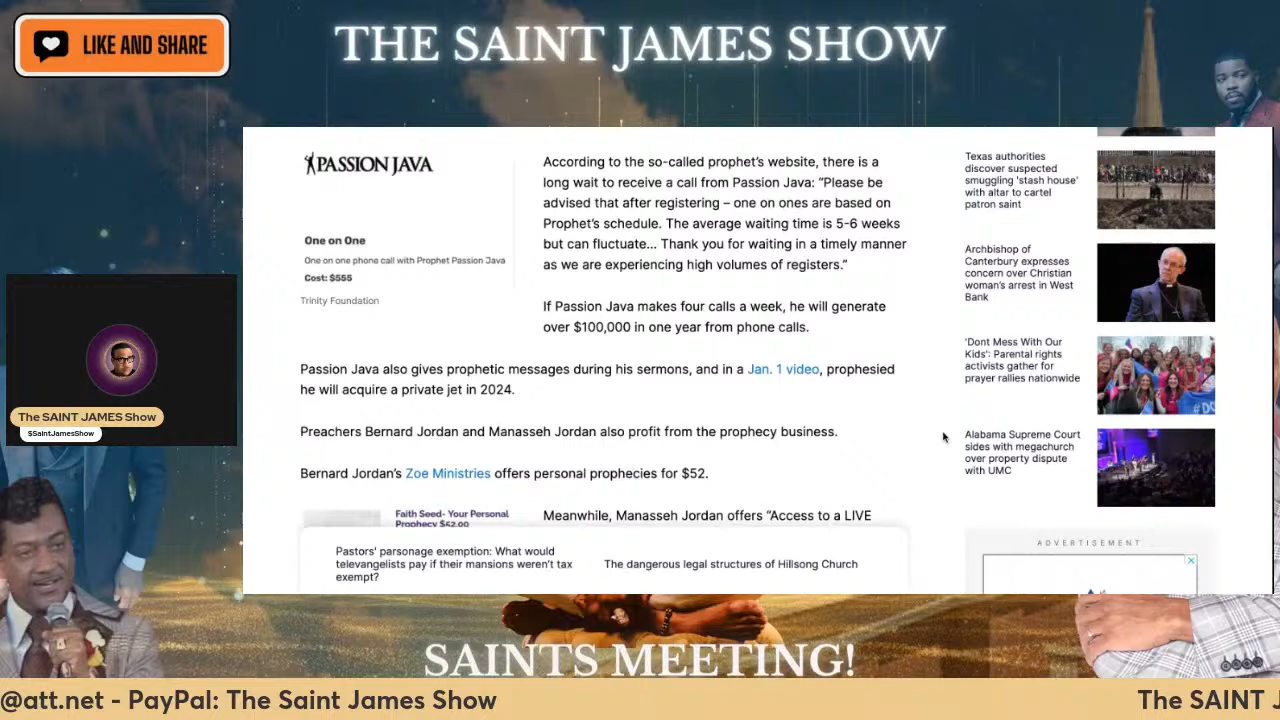 LIKE AND SHARE
THE SAINT JAMES SHOW
PASSION JAVA
One on One
One on one phone call with Prophet Passion Java
Cost: $555
Trinity Foundation
According to the so-called prophet's website, there is a
long wait to receive a call from Passion Java: “Please be
advised that after registering – one on ones are based on
Prophet's schedule. The average waiting time is 5-6 weeks
but can fluctuate... Thank you for waiting in a timely manner
as we are experiencing high volumes of registers.”
If Passion Java makes four calls a week, he will generate
over $100,000 in one year from phone calls.
Passion Java also gives prophetic messages during his sermons, and in a Jan. 1 video, prophesied
he will acquire a private jet in 2024.
Preachers Bernard Jordan and Manasseh Jordan also profit from the prophecy business.
Bernard Jordan's Zoe Ministries offers personal prophecies for $52.
Faith Seed- Your Personal
Prophecy $52.00
Meanwhile, Manasseh Jordan offers “Access to a LIVE
Pastors' parsonage exemption: What would
televangelists pay if their mansions weren't tax
exempt?
The dangerous legal structures of Hillsong Church
Texas authorities
discover suspected
smuggling 'stash house'
with altar to cartel
patron saint
Archbishop of
Canterbury expresses
concern over Christian
woman's arrest in West
Bank
'Dont Mess With Our
Kids': Parental rights
activists gather for
prayer rallies nationwide
Alabama Supreme Court
sides with megachurch
over property dispute
with UMC
ADVERTISEMENT
The SAINT JAMES Show
$SaintJamesShow
SAINTS MEETING!
@att.net - PayPal: The Saint James Show
The SAINT J